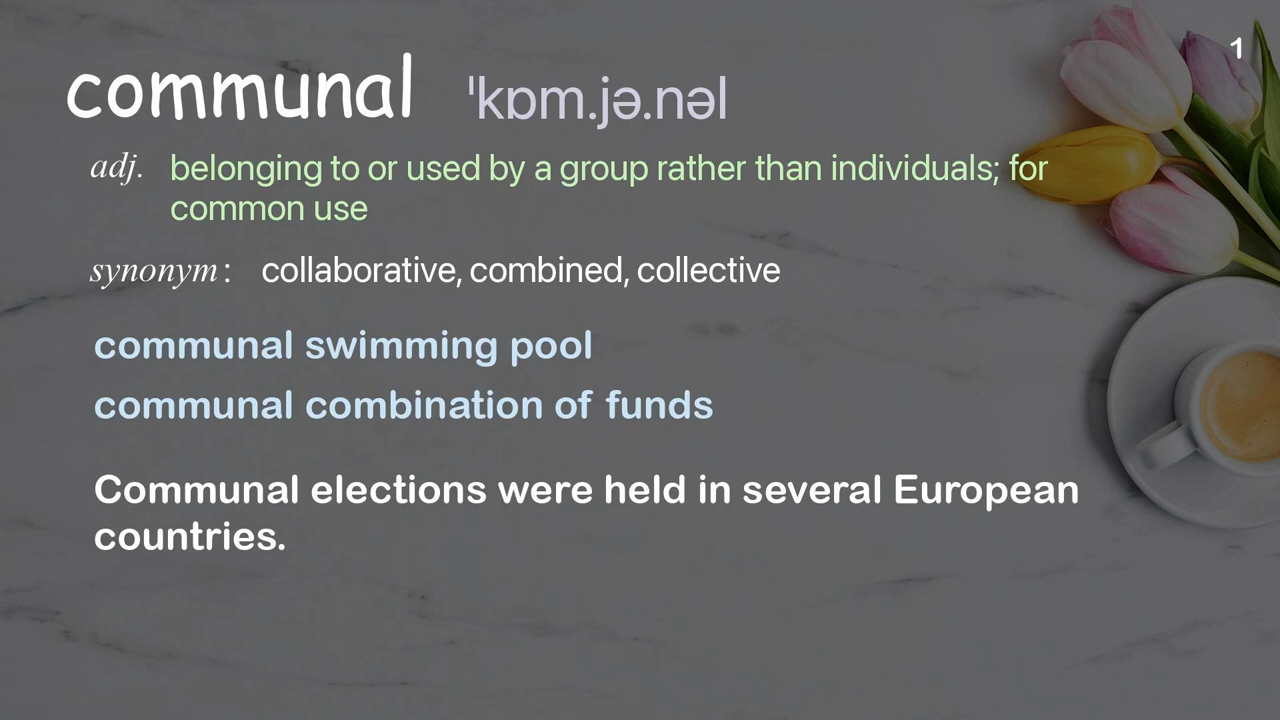 1
communal ˈkɒm.jə.nəl
adj. belonging to or used by a group rather than individuals; for
common use
synonym: collaborative, combined, collective
communal swimming pool
communal combination of funds
Communal elections were held in several European
countries.